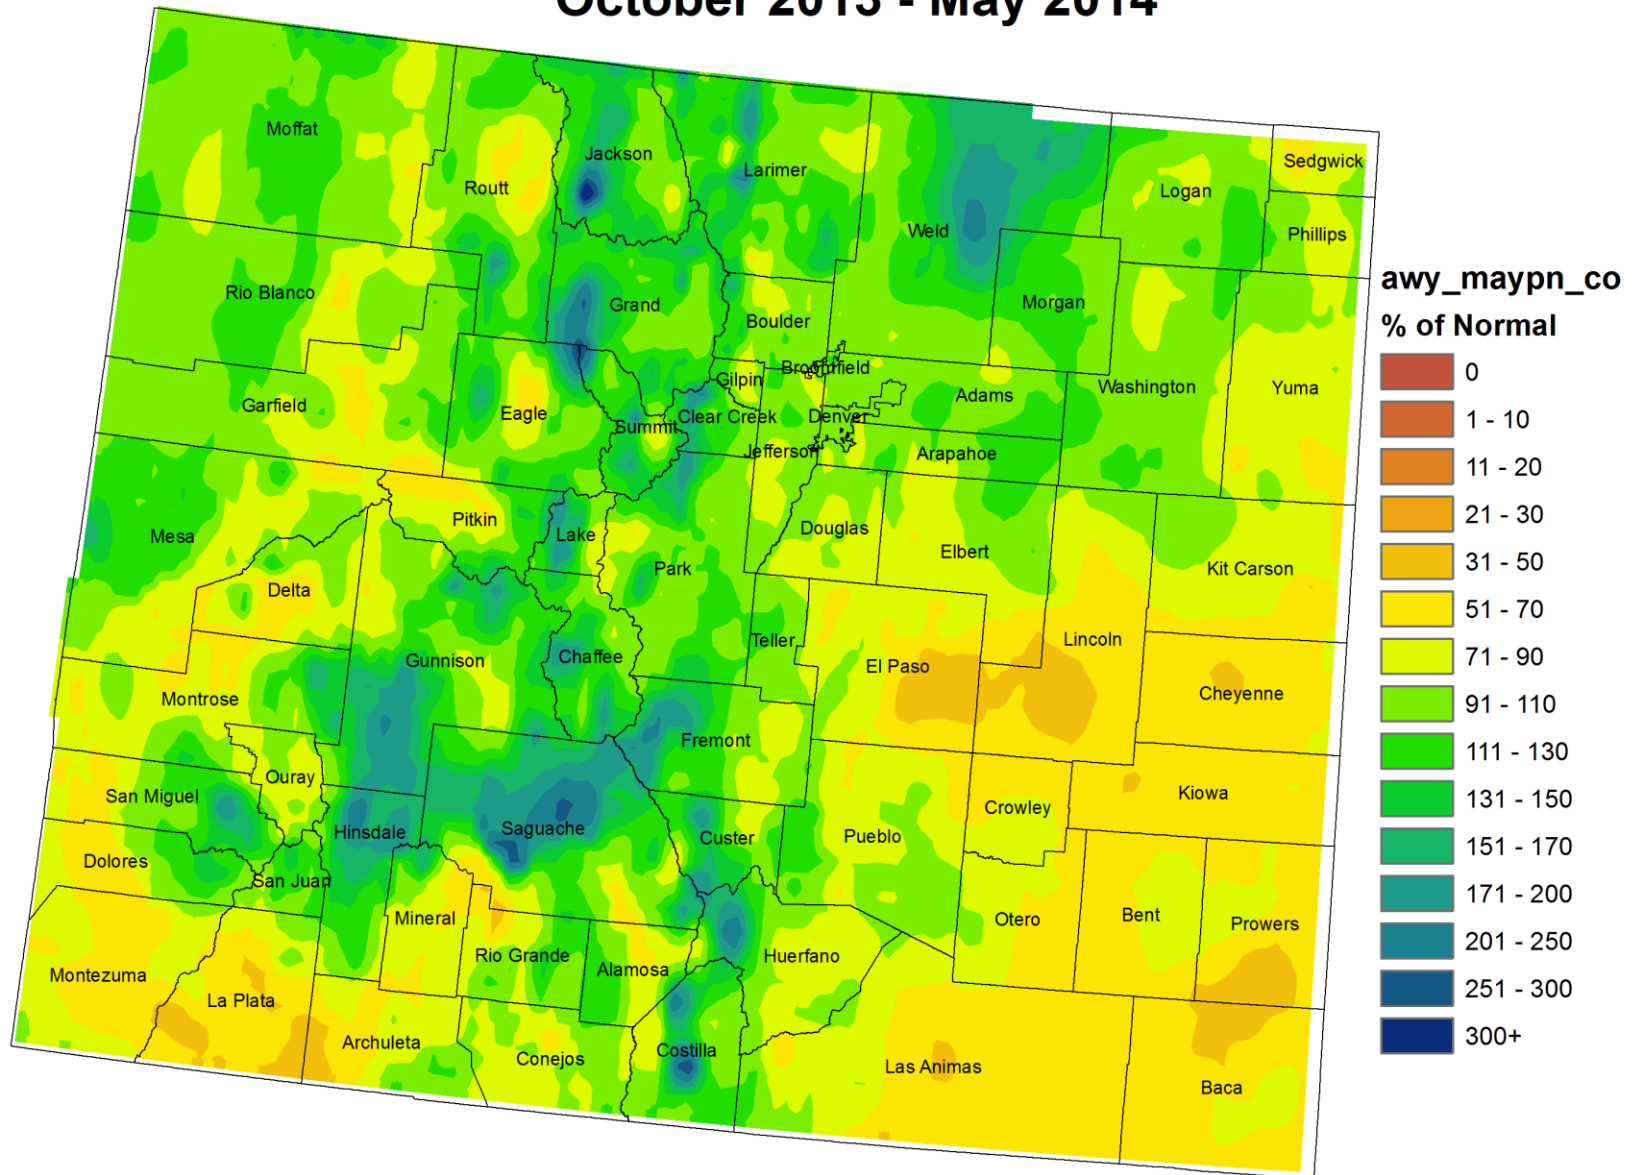 October 2013 - May 2014
Moffat
Routt
Jackson
Larimer
Weld
Logan
Sedgwick
Phillips
Rio Blanco
Grand
Boulder
Morgan
Washington
Yuma
Garfield
Eagle
Summit
Gilpin
Clear Creek
Broomfield
Denver
Jefferson
Adams
Arapahoe
Mesa
Pitkin
Lake
Park
Douglas
Elbert
Kit Carson
Delta
Gunnison
Chaffee
Teller
El Paso
Lincoln
Cheyenne
Montrose
Fremont
Ouray
San Miguel
Hinsdale
Saguache
Custer
Pueblo
Crowley
Kiowa
Dolores
San Juan
Mineral
Rio Grande
Alamosa
Huerfano
Otero
Bent
Prowers
Montezuma
La Plata
Archuleta
Conejos
Costilla
Las Animas
Baca
awy_maypn_co
% of Normal
0
1 - 10
11 - 20
21 - 30
31 - 50
51 - 70
71 - 90
91 - 110
111 - 130
131 - 150
151 - 170
171 - 200
201 - 250
251 - 300
300+